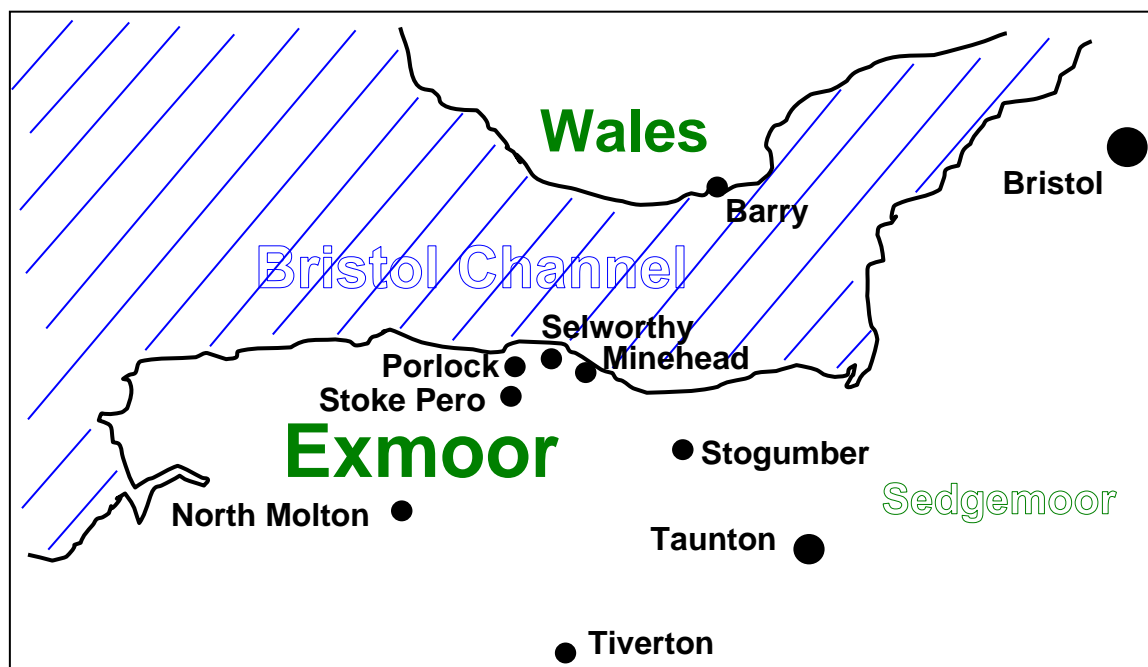 Wales
Bristol
Barry
Bristol Channel
Selworthy
Porlock
Minehead
Stoke Pero
Exmoor
Stogumber
Sedgemoor
North Molton
Taunton
Tiverton